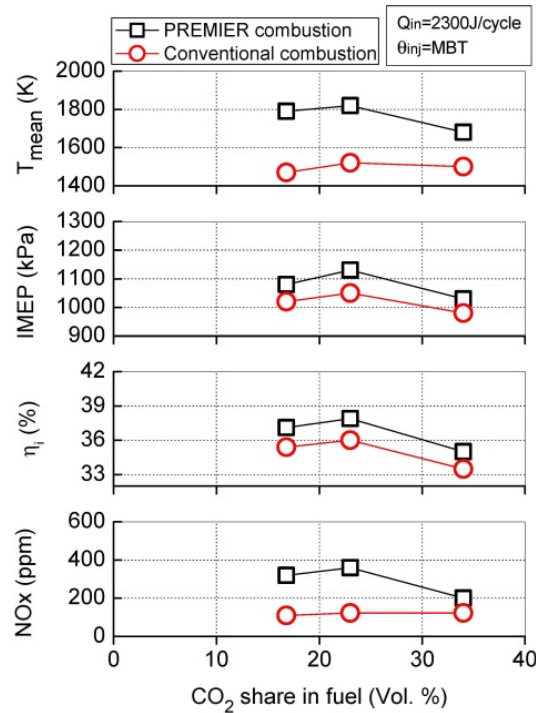 PREMIER combustion
Conventional combustion
Qin=2300J/cycle
θinj=MBT
Tmean (K)
2000
1800
1600
1400
IMEP (kPa)
1300
1200
1100
1000
900
ηi (%)
42
39
36
33
NOx (ppm)
600
400
200
0
0 10 20 30 40
CO2 share in fuel (Vol. %)